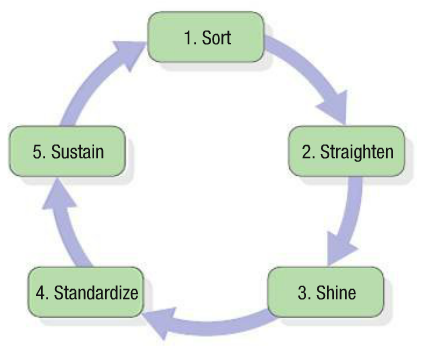 1. Sort
2. Straighten
3. Shine
4. Standardize
5. Sustain